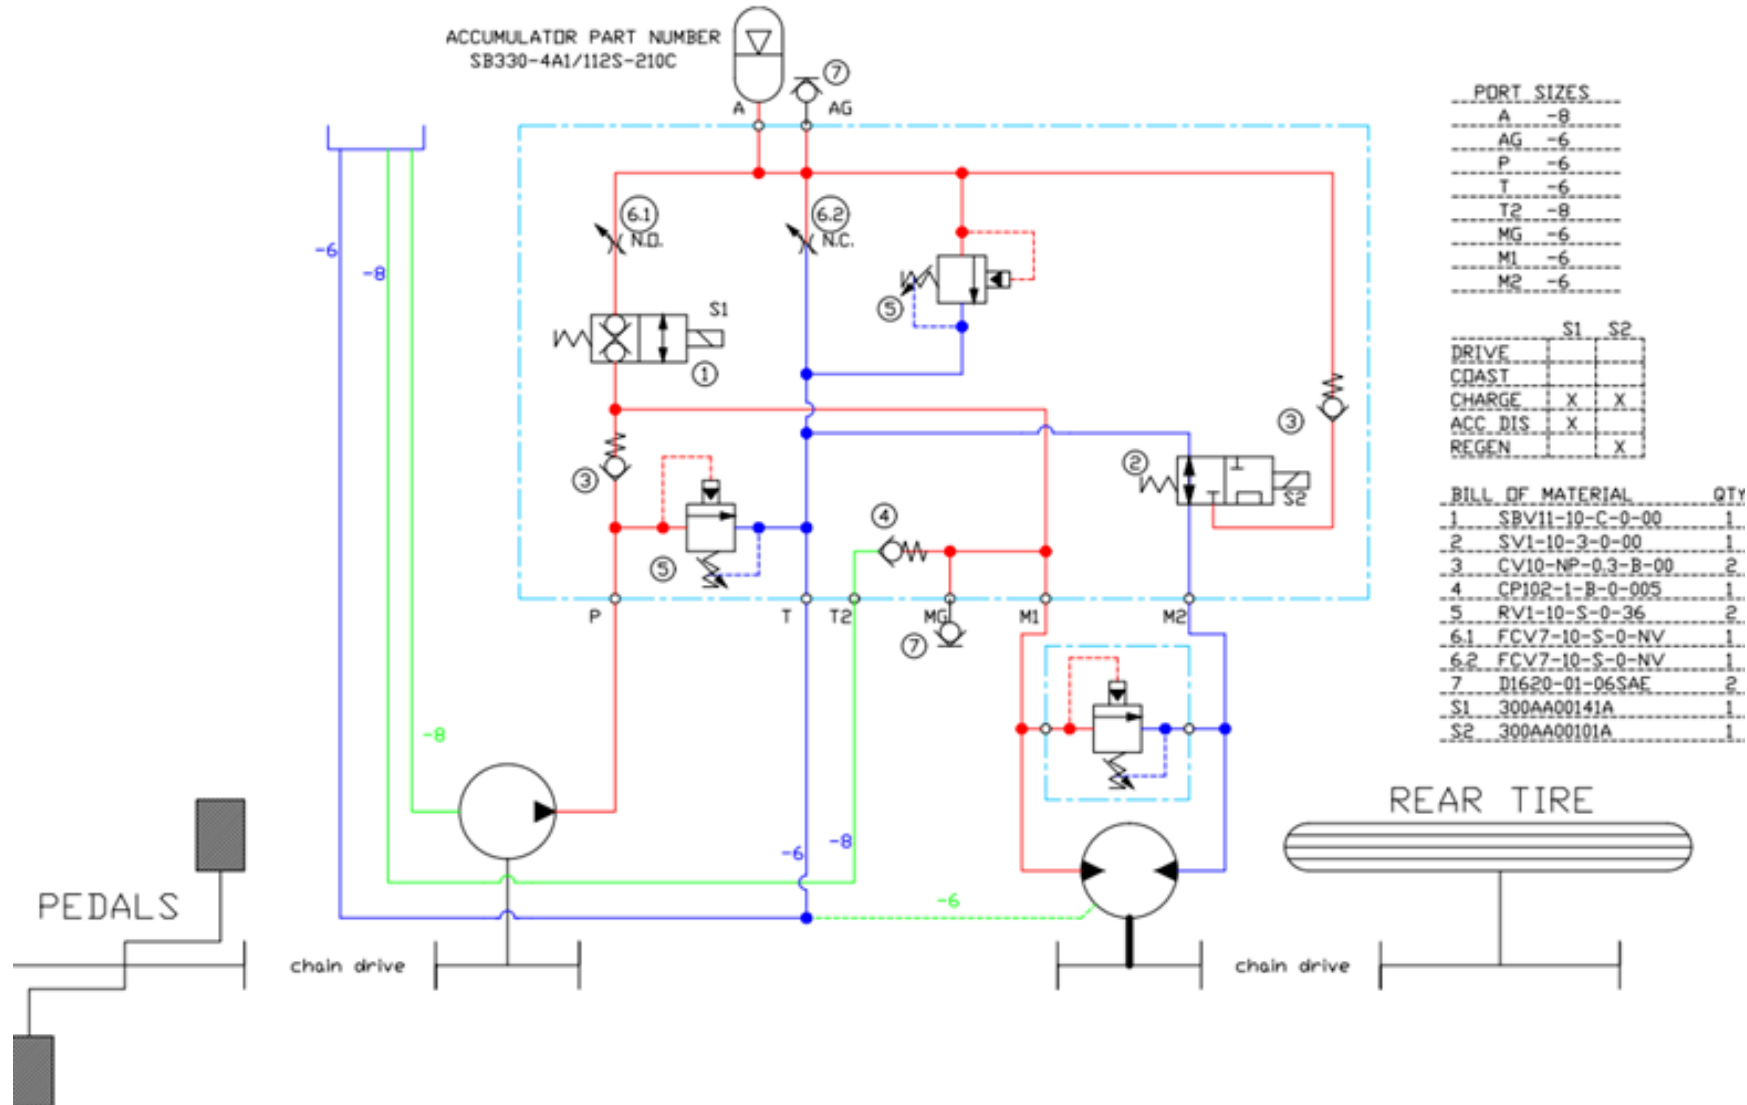 ACCUMULATOR PART NUMBER
SB330-4A1/112S-210C
7
A
AG
PORT SIZES
A -8
AG -6
P -6
T -6
T2 -8
MG -6
M1 -6
M2 -6
-6
-8
6.1
N.O.
6.2
N.C.
5
S1
1
S1 S2
DRIVE
COAST
CHARGE X X
ACC DIS X
REGEN X
3
3
2
S2
4
5
BILL OF MATERIAL QTY
1 SBV11-10-C-0-00 1
2 SV1-10-3-0-00 1
3 CV10-NP-0.3-B-00 2
4 CP102-1-B-0-005 1
5 RV1-10-S-0-36 2
6.1 FCV7-10-S-0-NV 1
6.2 FCV7-10-S-0-NV 1
7 D1620-01-06SAE 2
S1 300AA00141A 1
S2 300AA00101A 1
P
T
T2
MG
M1
M2
7
-8
-8
-6
-6
REAR TIRE
PEDALS
chain drive
chain drive